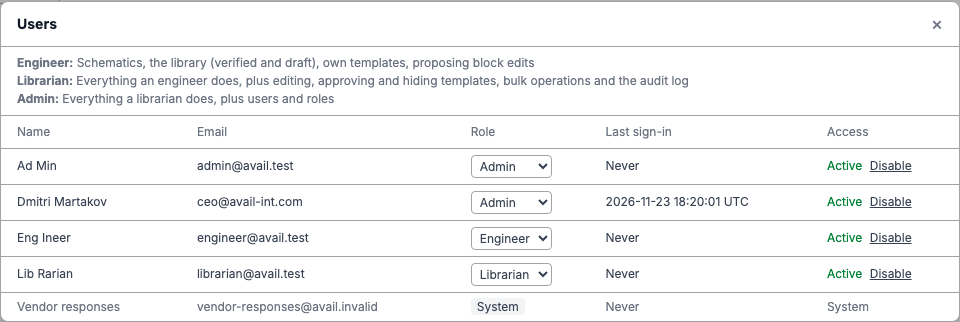 Users ×
Engineer: Schematics, the library (verified and draft), own templates, proposing block edits
Librarian: Everything an engineer does, plus editing, approving and hiding templates, bulk operations and the audit log
Admin: Everything a librarian does, plus users and roles
Name Email Role Last sign-in Access
Ad Min admin@avail.test Admin Never Active Disable
Dmitri Martakov ceo@avail-int.com Admin 2026-11-23 18:20:01 UTC Active Disable
Eng Ineer engineer@avail.test Engineer Never Active Disable
Lib Rarian librarian@avail.test Librarian Never Active Disable
Vendor responses vendor-responses@avail.invalid System Never System